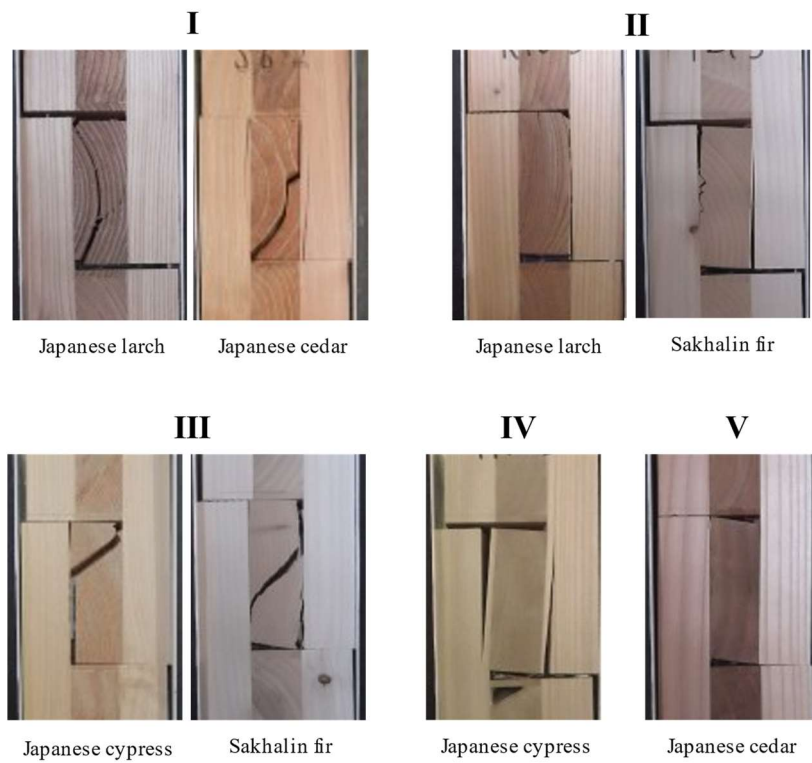 I
II
Japanese larch
Japanese cedar
Japanese larch
Sakhalin fir
III
IV
V
Japanese cypress
Sakhalin fir
Japanese cypress
Japanese cedar